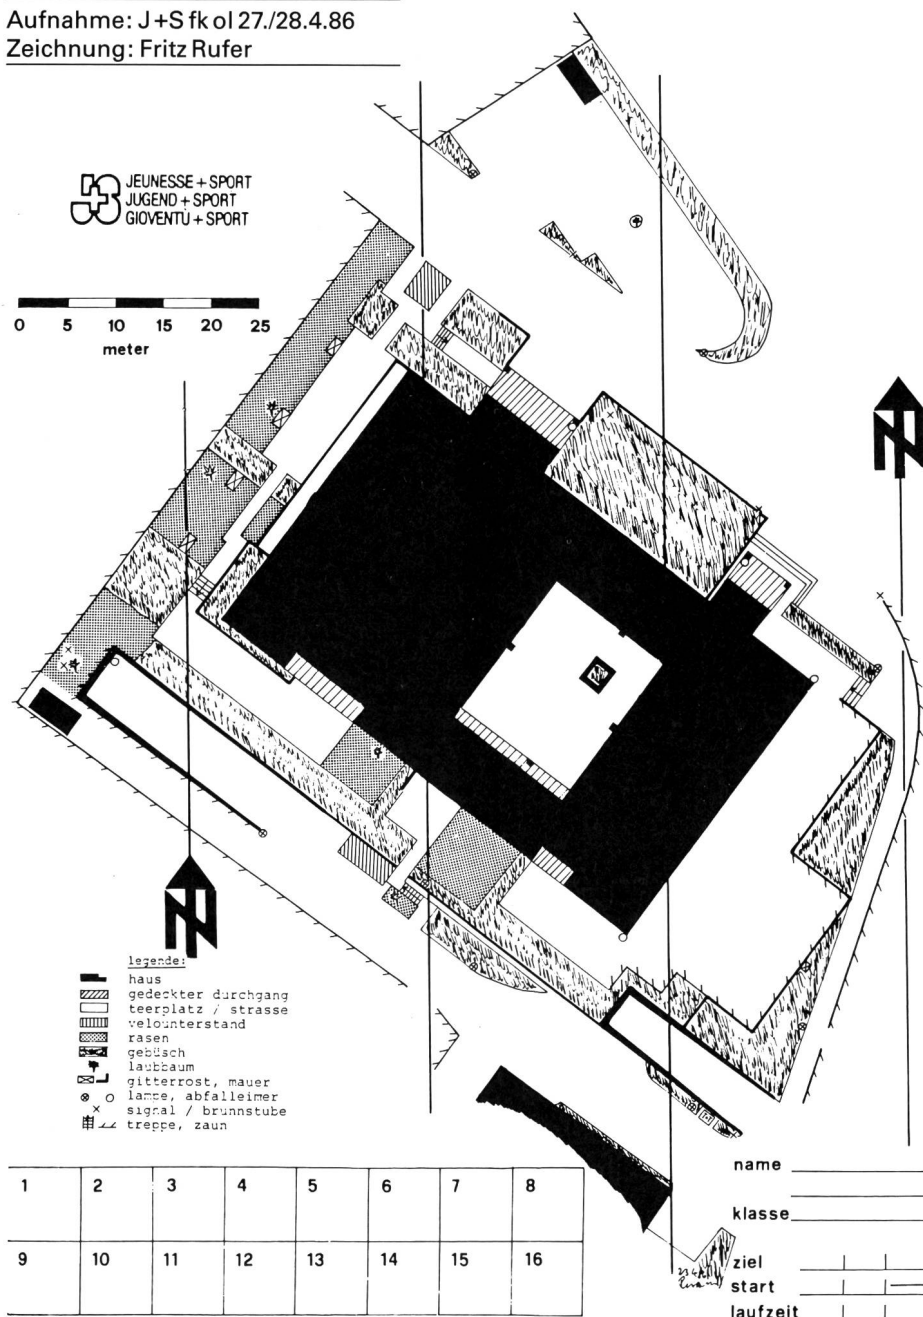 Aufnahme: J+S fkol 27./28.4.86
Zeichnung: Fritz Rufer
JEUNESSE+SPORT
JUGEND+SPORT
GIOVENTÙ+SPORT
0 5 10 15 20 25
meter
legende:
haus
gedeckter durchgang
teerplatz / strasse
velounterstand
rasen
gebüsch
laubbaum
gitterrost, mauer
lampe, abfalleimer
signal / brunnstube
treppe, zaun
1 2 3 4 5 6 7 8
9 10 11 12 13 14 15 16
name
klasse
ziel
start
laufzeit